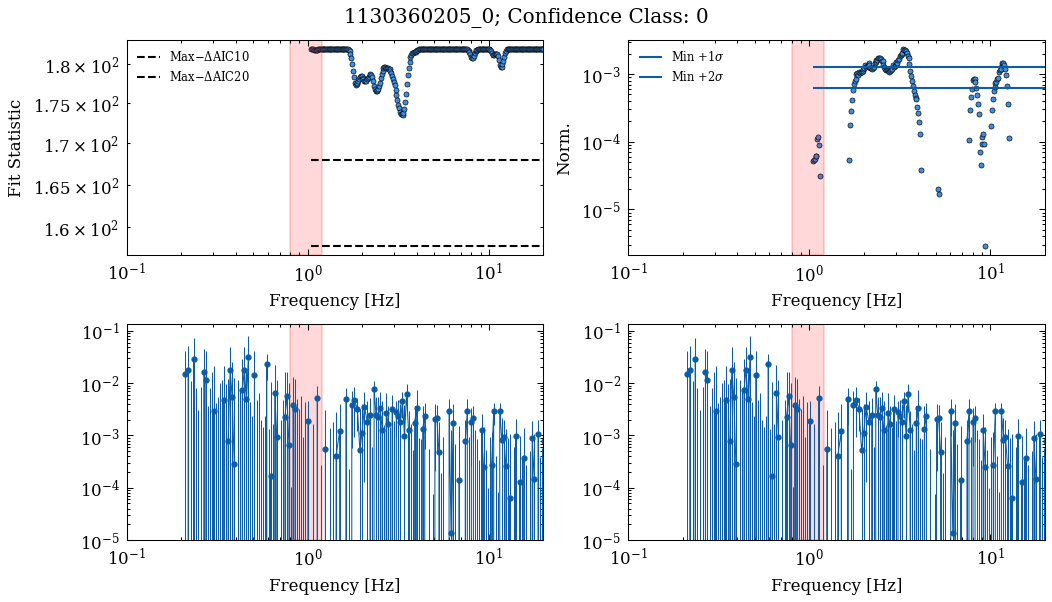 1130360205_0; Confidence Class: 0
Fit Statistic
1.8 × 10²
1.75 × 10²
1.7 × 10²
1.65 × 10²
1.6 × 10²
Max−ΔAIC10
Max−ΔAIC20
10⁻¹ 10⁰ 10¹
Frequency [Hz]
Norm.
10⁻³
10⁻⁴
10⁻⁵
Min +1σ
Min +2σ
10⁻¹ 10⁰ 10¹
Frequency [Hz]
10⁻¹
10⁻²
10⁻³
10⁻⁴
10⁻⁵
10⁻¹ 10⁰ 10¹
Frequency [Hz]
10⁻¹
10⁻²
10⁻³
10⁻⁴
10⁻⁵
10⁻¹ 10⁰ 10¹
Frequency [Hz]